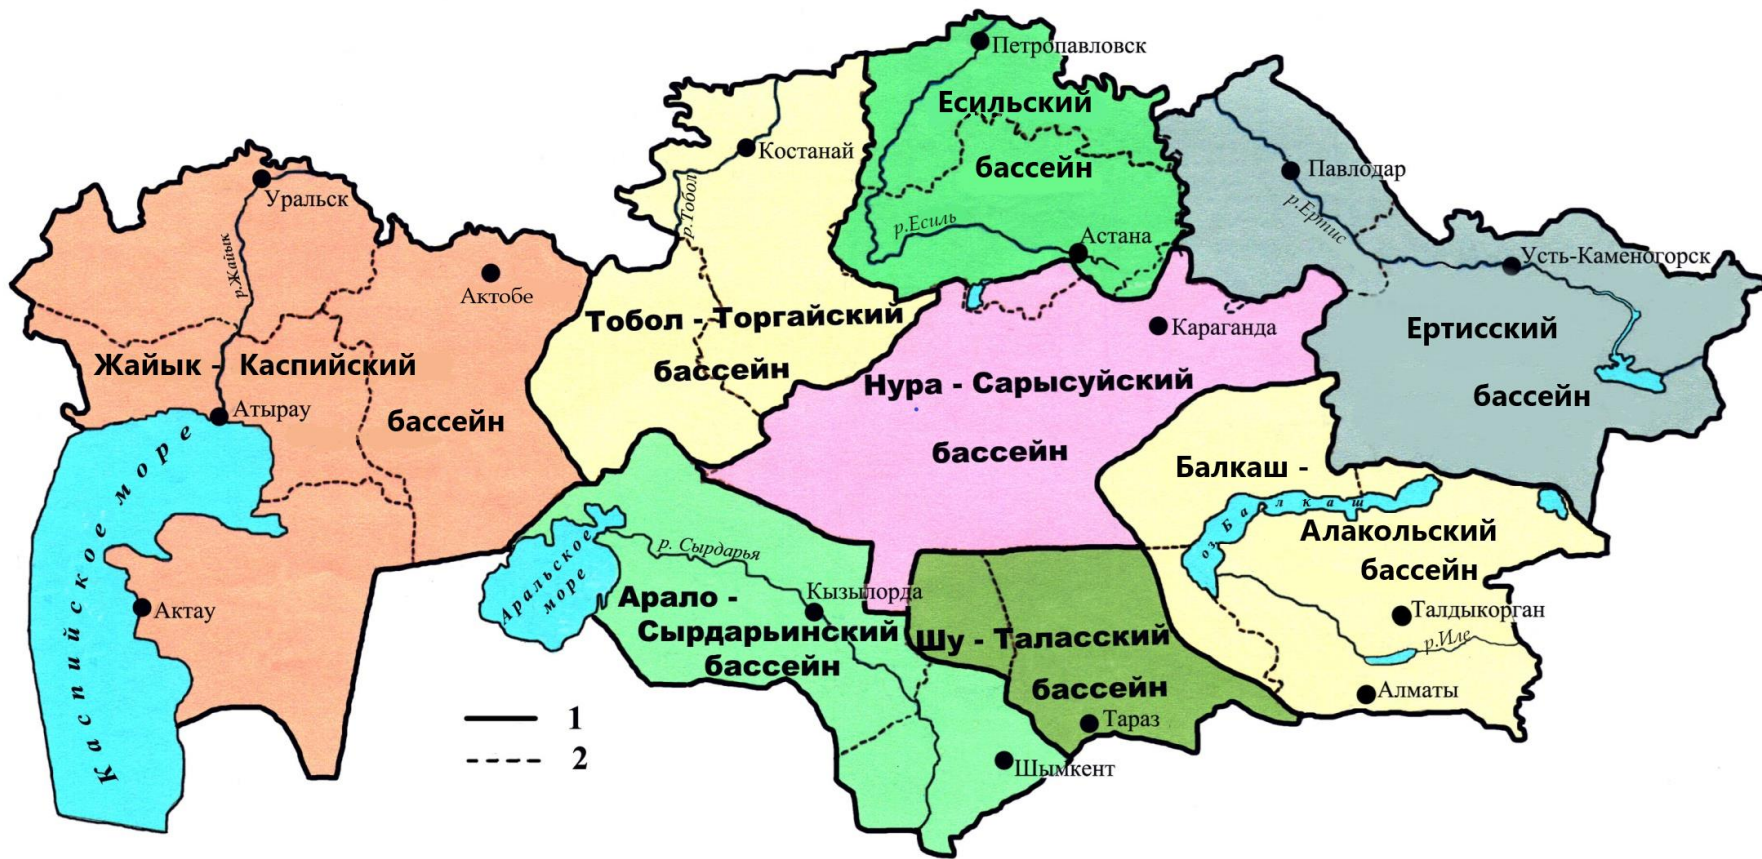 Петропавловск
Есильский
бассейн
Костанай
Павлодар
Уральск
р.Тобол
р.Ертис
р.Есиль
Астана
р.Жайык
Усть-Каменогорск
Актобе
Тобол - Торгайский
бассейн
Караганда
Ертисский
бассейн
Жайык - Каспийский
бассейн
Нура - Сарысуйский
бассейн
Атырау
Каспийское море
Балкаш -
Алакольский
бассейн
оз Балкаш
Аральское
море
р. Сырдарья
Кызылорда
Арало -
Сырдарьинский
бассейн
Актау
Талдыкорган
р.Иле
Шу - Таласский
бассейн
Алматы
Тараз
Шымкент
1
2